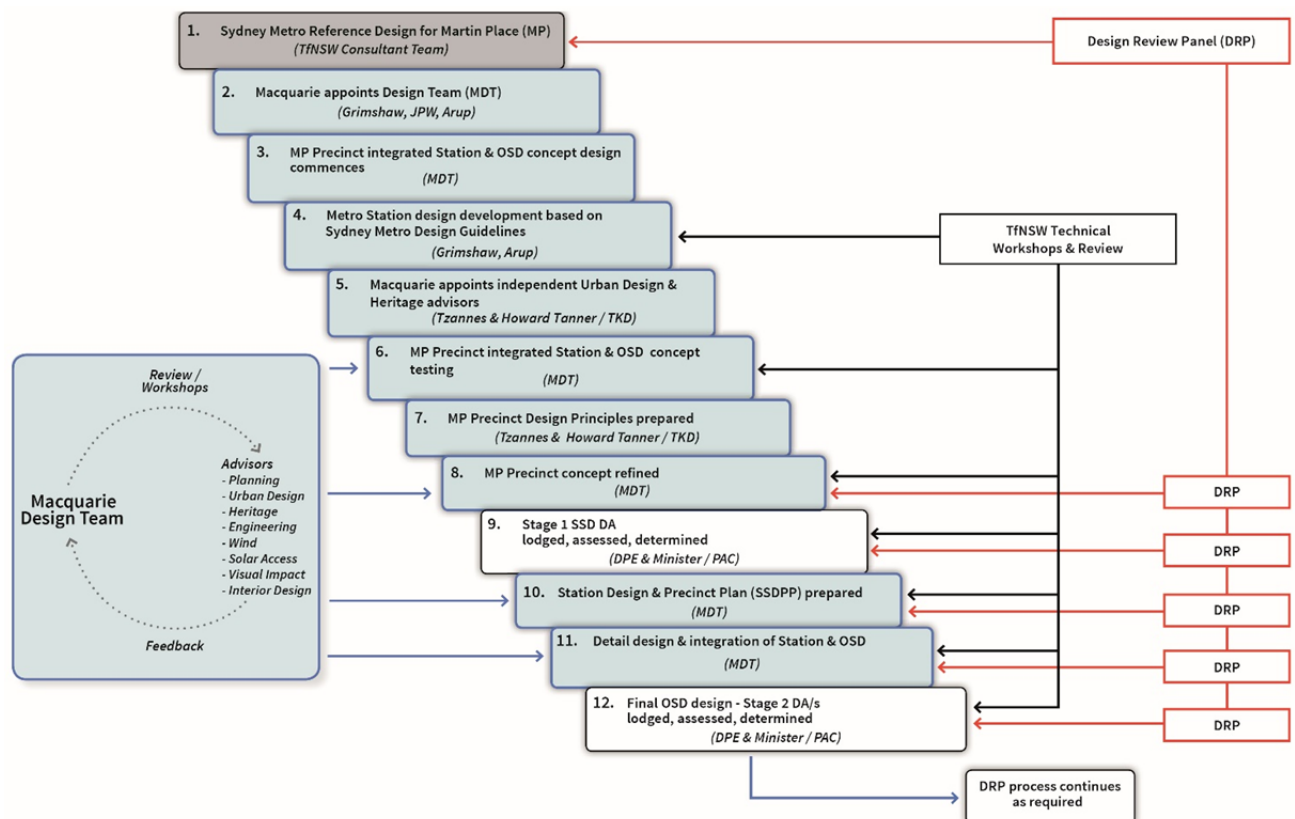 1. Sydney Metro Reference Design for Martin Place (MP)
(TfNSW Consultant Team)
Design Review Panel (DRP)
2. Macquarie appoints Design Team (MDT)
(Grimshaw, JPW, Arup)
3. MP Precinct integrated Station & OSD concept design
commences
(MDT)
4. Metro Station design development based on
Sydney Metro Design Guidelines
(Grimshaw, Arup)
TfNSW Technical
Workshops & Review
5. Macquarie appoints independent Urban Design &
Heritage advisors
(Tzannes & Howard Tanner / TKD)
6. MP Precinct integrated Station & OSD concept
testing
(MDT)
Review /
Workshops
Macquarie
Design Team
Advisors
- Planning
- Urban Design
- Heritage
- Engineering
- Wind
- Solar Access
- Visual Impact
- Interior Design
Feedback
7. MP Precinct Design Principles prepared
(Tzannes & Howard Tanner / TKD)
8. MP Precinct concept refined
(MDT)
DRP
9. Stage 1 SSD DA
lodged, assessed, determined
(DPE & Minister / PAC)
DRP
10. Station Design & Precinct Plan (SSDPP) prepared
(MDT)
DRP
11. Detail design & integration of Station & OSD
(MDT)
DRP
12. Final OSD design - Stage 2 DA/s
lodged, assessed, determined
(DPE & Minister / PAC)
DRP
DRP process continues
as required